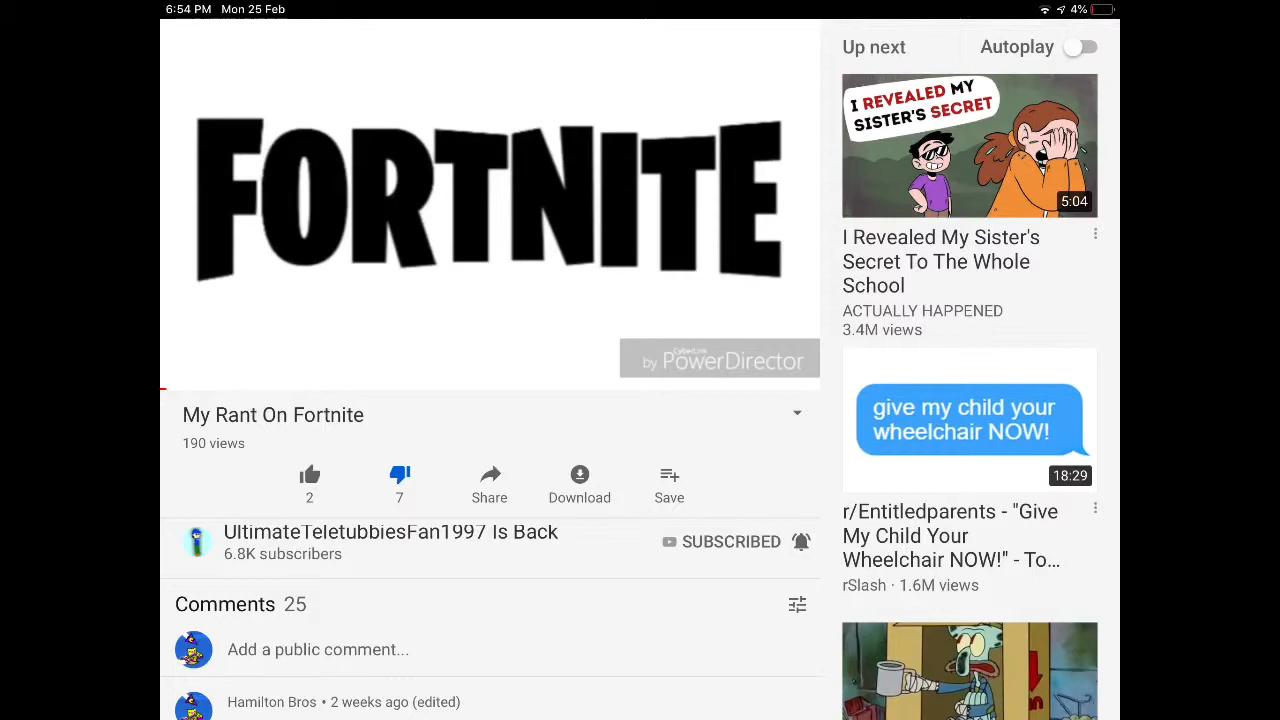 6:54 PM Mon 25 Feb
4%
FORTNITE
CyberLink
by PowerDirector
My Rant On Fortnite
190 views
2
7
Share
Download
Save
UltimateTeletubbiesFan1997 Is Back
6.8K subscribers
SUBSCRIBED
Comments 25
Add a public comment...
Hamilton Bros • 2 weeks ago (edited)
Up next
Autoplay
I REVEALED MY
SISTER'S SECRET
5:04
I Revealed My Sister's
Secret To The Whole
School
ACTUALLY HAPPENED
3.4M views
give my child your
wheelchair NOW!
18:29
r/Entitledparents - "Give
My Child Your
Wheelchair NOW!" - To...
rSlash · 1.6M views